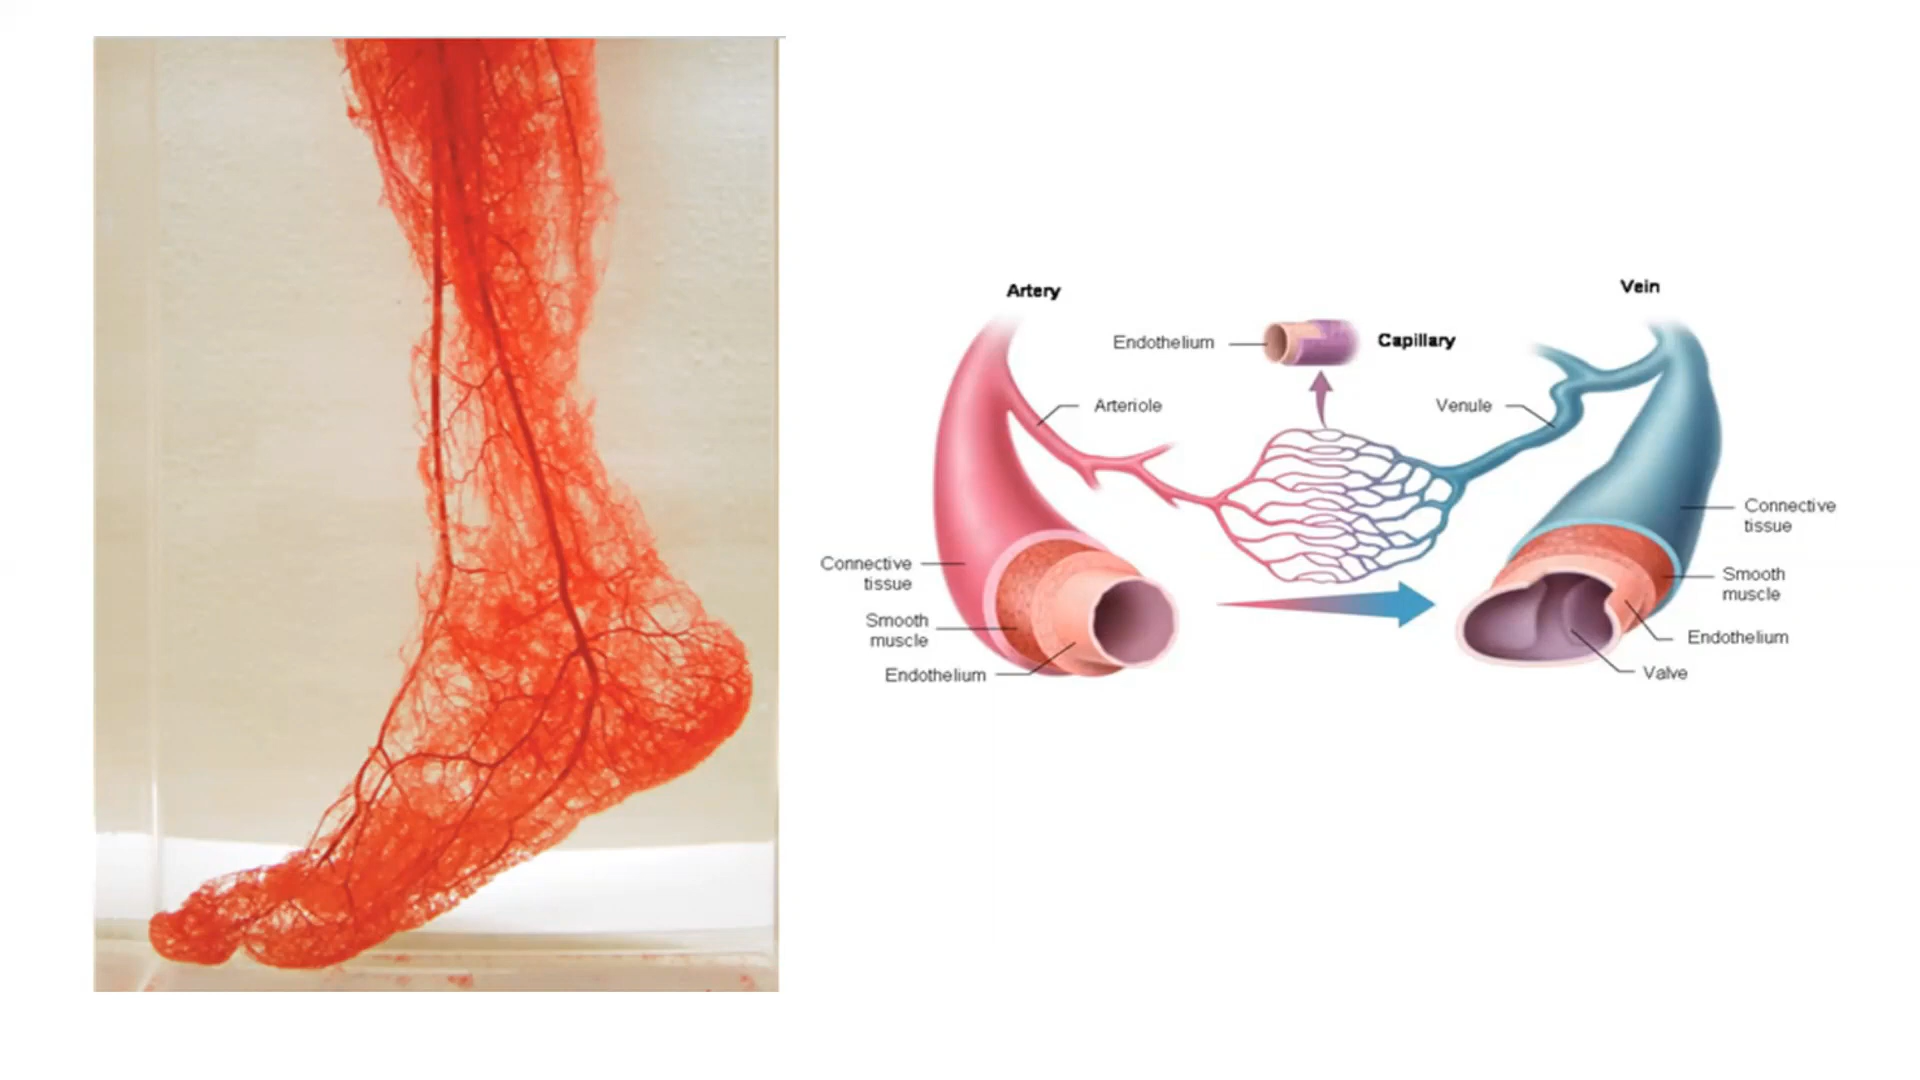 Artery
Vein
Endothelium
Capillary
Arteriole
Venule
Connective
tissue
Smooth
muscle
Endothelium
Connective
tissue
Smooth
muscle
Endothelium
Valve